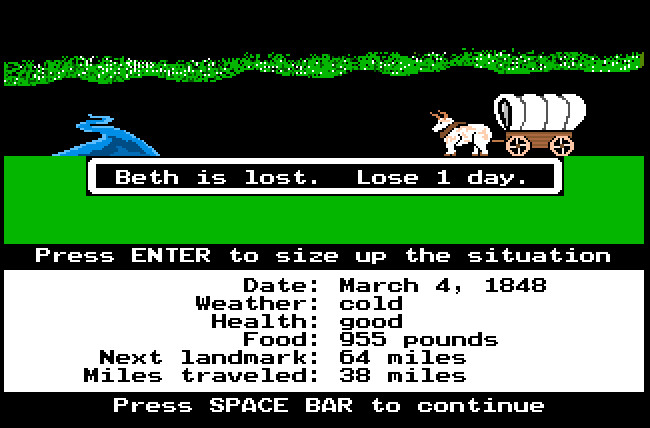 Beth is lost. Lose 1 day.
Press ENTER to size up the situation
Date: March 4, 1848
Weather: cold
Health: good
Food: 955 pounds
Next landmark: 64 miles
Miles traveled: 38 miles
Press SPACE BAR to continue